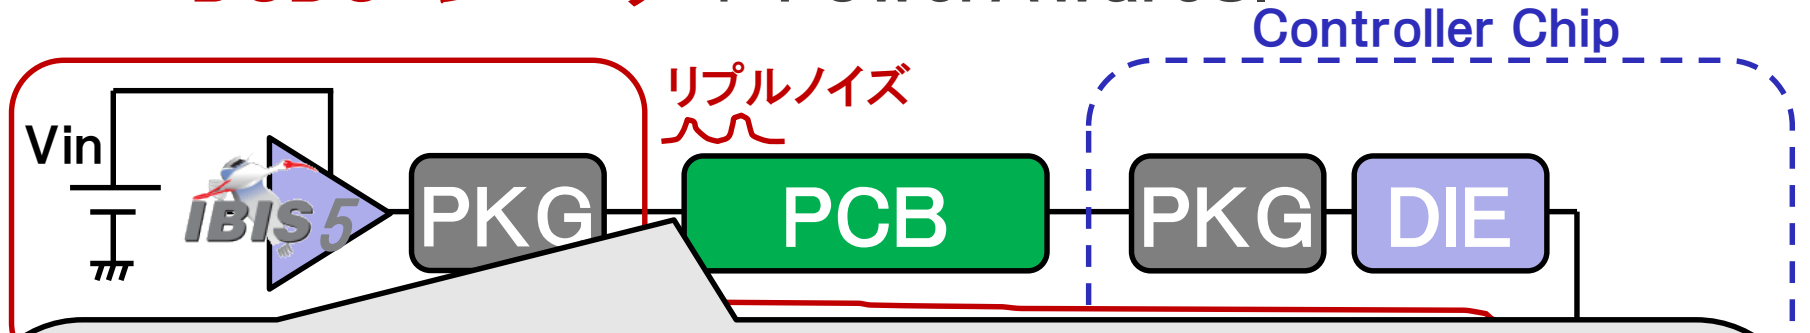 Controller Chip
リプルノイズ
Vin
IBIS 5
PKG
PCB
PKG
DIE